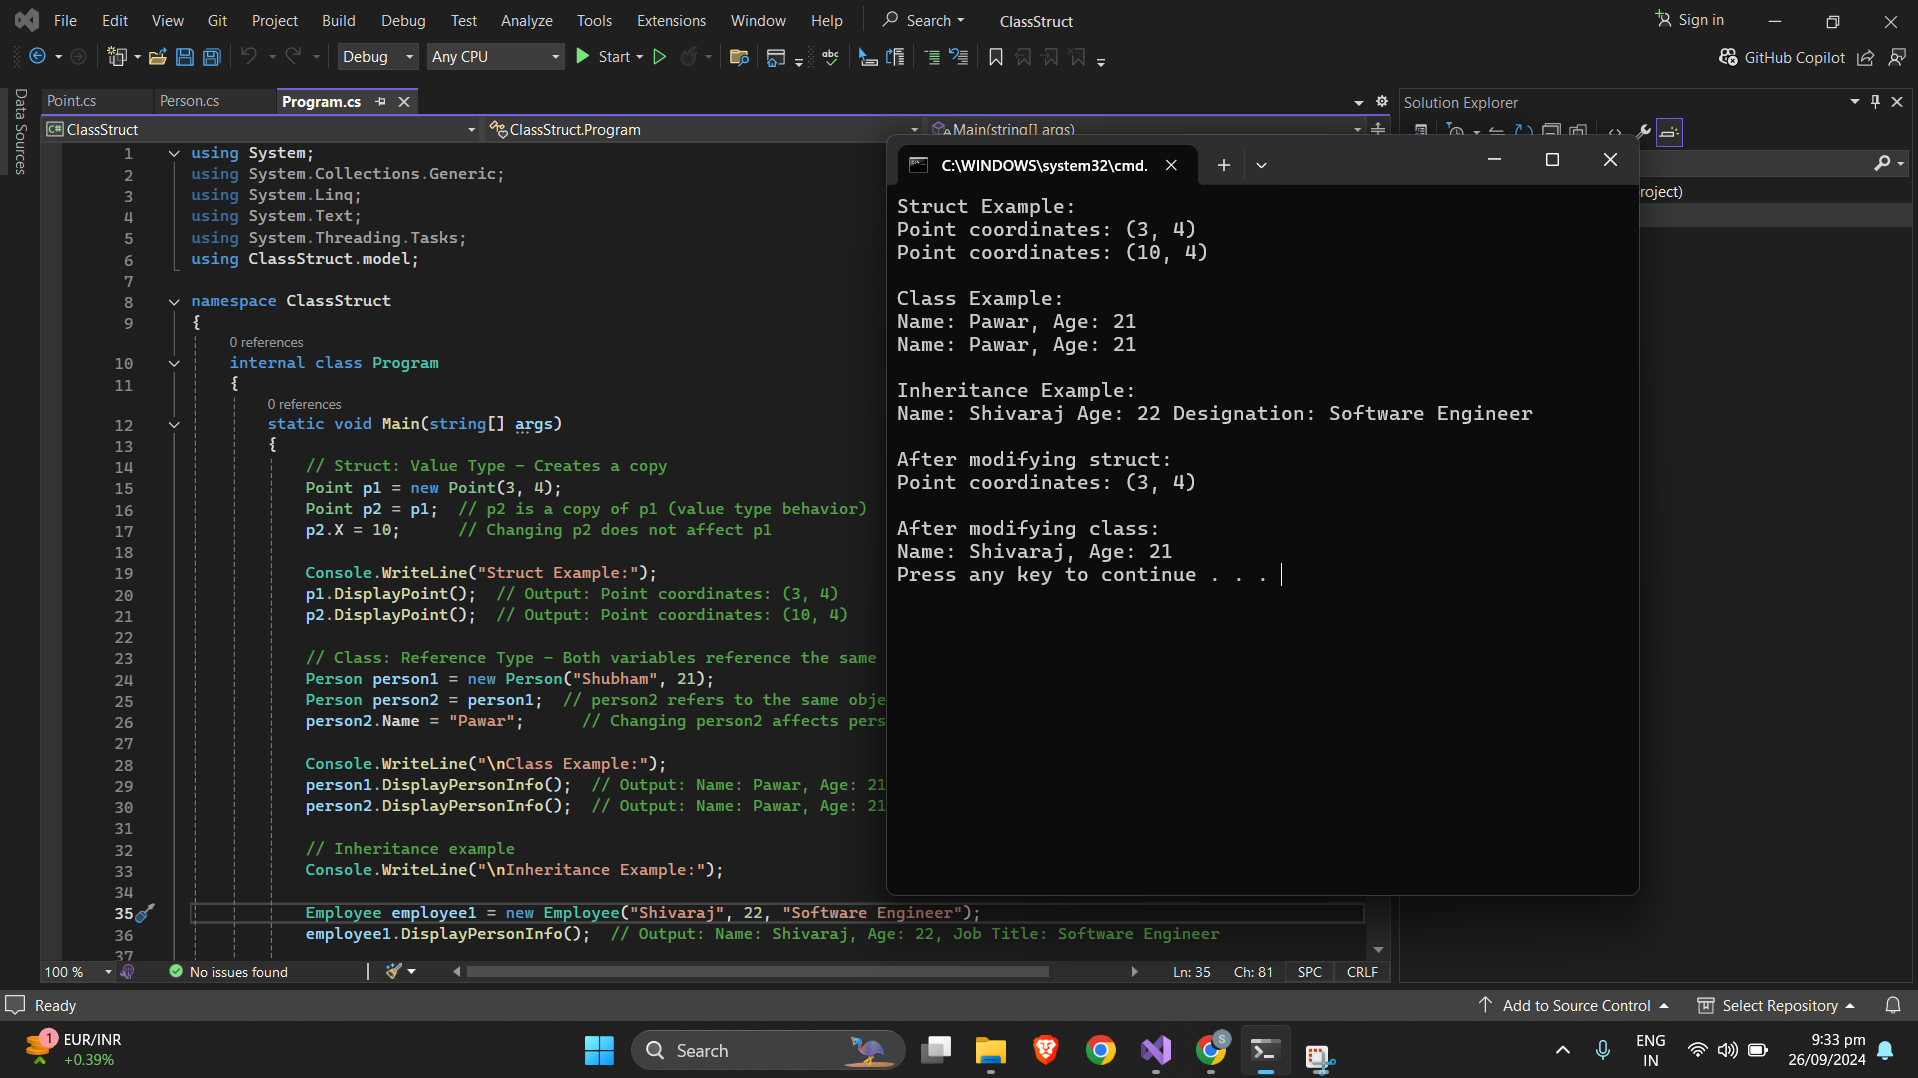 File Edit View Git Project Build Debug Test Analyze Tools Extensions Window Help Search ClassStruct Sign in
Debug Any CPU Start GitHub Copilot
Data Sources
Point.cs Person.cs Program.cs
ClassStruct ClassStruct.Program Main(string[] args)
1 using System;
2 using System.Collections.Generic;
3 using System.Linq;
4 using System.Text;
5 using System.Threading.Tasks;
6 using ClassStruct.model;
7
8 namespace ClassStruct
9 {
0 references
10 internal class Program
11 {
0 references
12 static void Main(string[] args)
13 {
14 // Struct: Value Type - Creates a copy
15 Point p1 = new Point(3, 4);
16 Point p2 = p1; // p2 is a copy of p1 (value type behavior)
17 p2.X = 10; // Changing p2 does not affect p1
18
19 Console.WriteLine("Struct Example:");
20 p1.DisplayPoint(); // Output: Point coordinates: (3, 4)
21 p2.DisplayPoint(); // Output: Point coordinates: (10, 4)
22
23 // Class: Reference Type - Both variables reference the same
24 Person person1 = new Person("Shubham", 21);
25 Person person2 = person1; // person2 refers to the same obje
26 person2.Name = "Pawar"; // Changing person2 affects pers
27
28 Console.WriteLine("\nClass Example:");
29 person1.DisplayPersonInfo(); // Output: Name: Pawar, Age: 21
30 person2.DisplayPersonInfo(); // Output: Name: Pawar, Age: 21
31
32 // Inheritance example
33 Console.WriteLine("\nInheritance Example:");
34
35 Employee employee1 = new Employee("Shivaraj", 22, "Software Engineer");
36 employee1.DisplayPersonInfo(); // Output: Name: Shivaraj, Age: 22, Job Title: Software Engineer
37
100 % No issues found Ln: 35 Ch: 81 SPC CRLF
C:\WINDOWS\system32\cmd.
Struct Example:
Point coordinates: (3, 4)
Point coordinates: (10, 4)
Class Example:
Name: Pawar, Age: 21
Name: Pawar, Age: 21
Inheritance Example:
Name: Shivaraj Age: 22 Designation: Software Engineer
After modifying struct:
Point coordinates: (3, 4)
After modifying class:
Name: Shivaraj, Age: 21
Press any key to continue . . .
Solution Explorer
roject)
Ready Add to Source Control Select Repository
1 EUR/INR
+0.39%
Search
S
ENG
IN
9:33 pm
26/09/2024